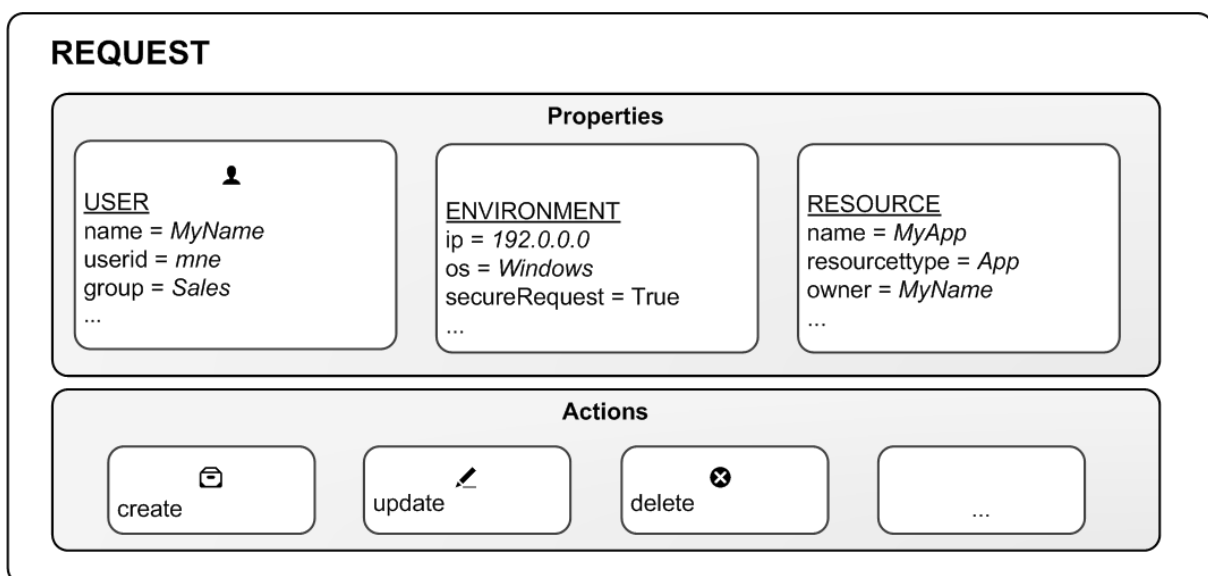 REQUEST
Properties
USER
name = MyName
userid = mne
group = Sales
...
ENVIRONMENT
ip = 192.0.0.0
os = Windows
secureRequest = True
...
RESOURCE
name = MyApp
resourcettype = App
owner = MyName
...
Actions
create
update
delete
...